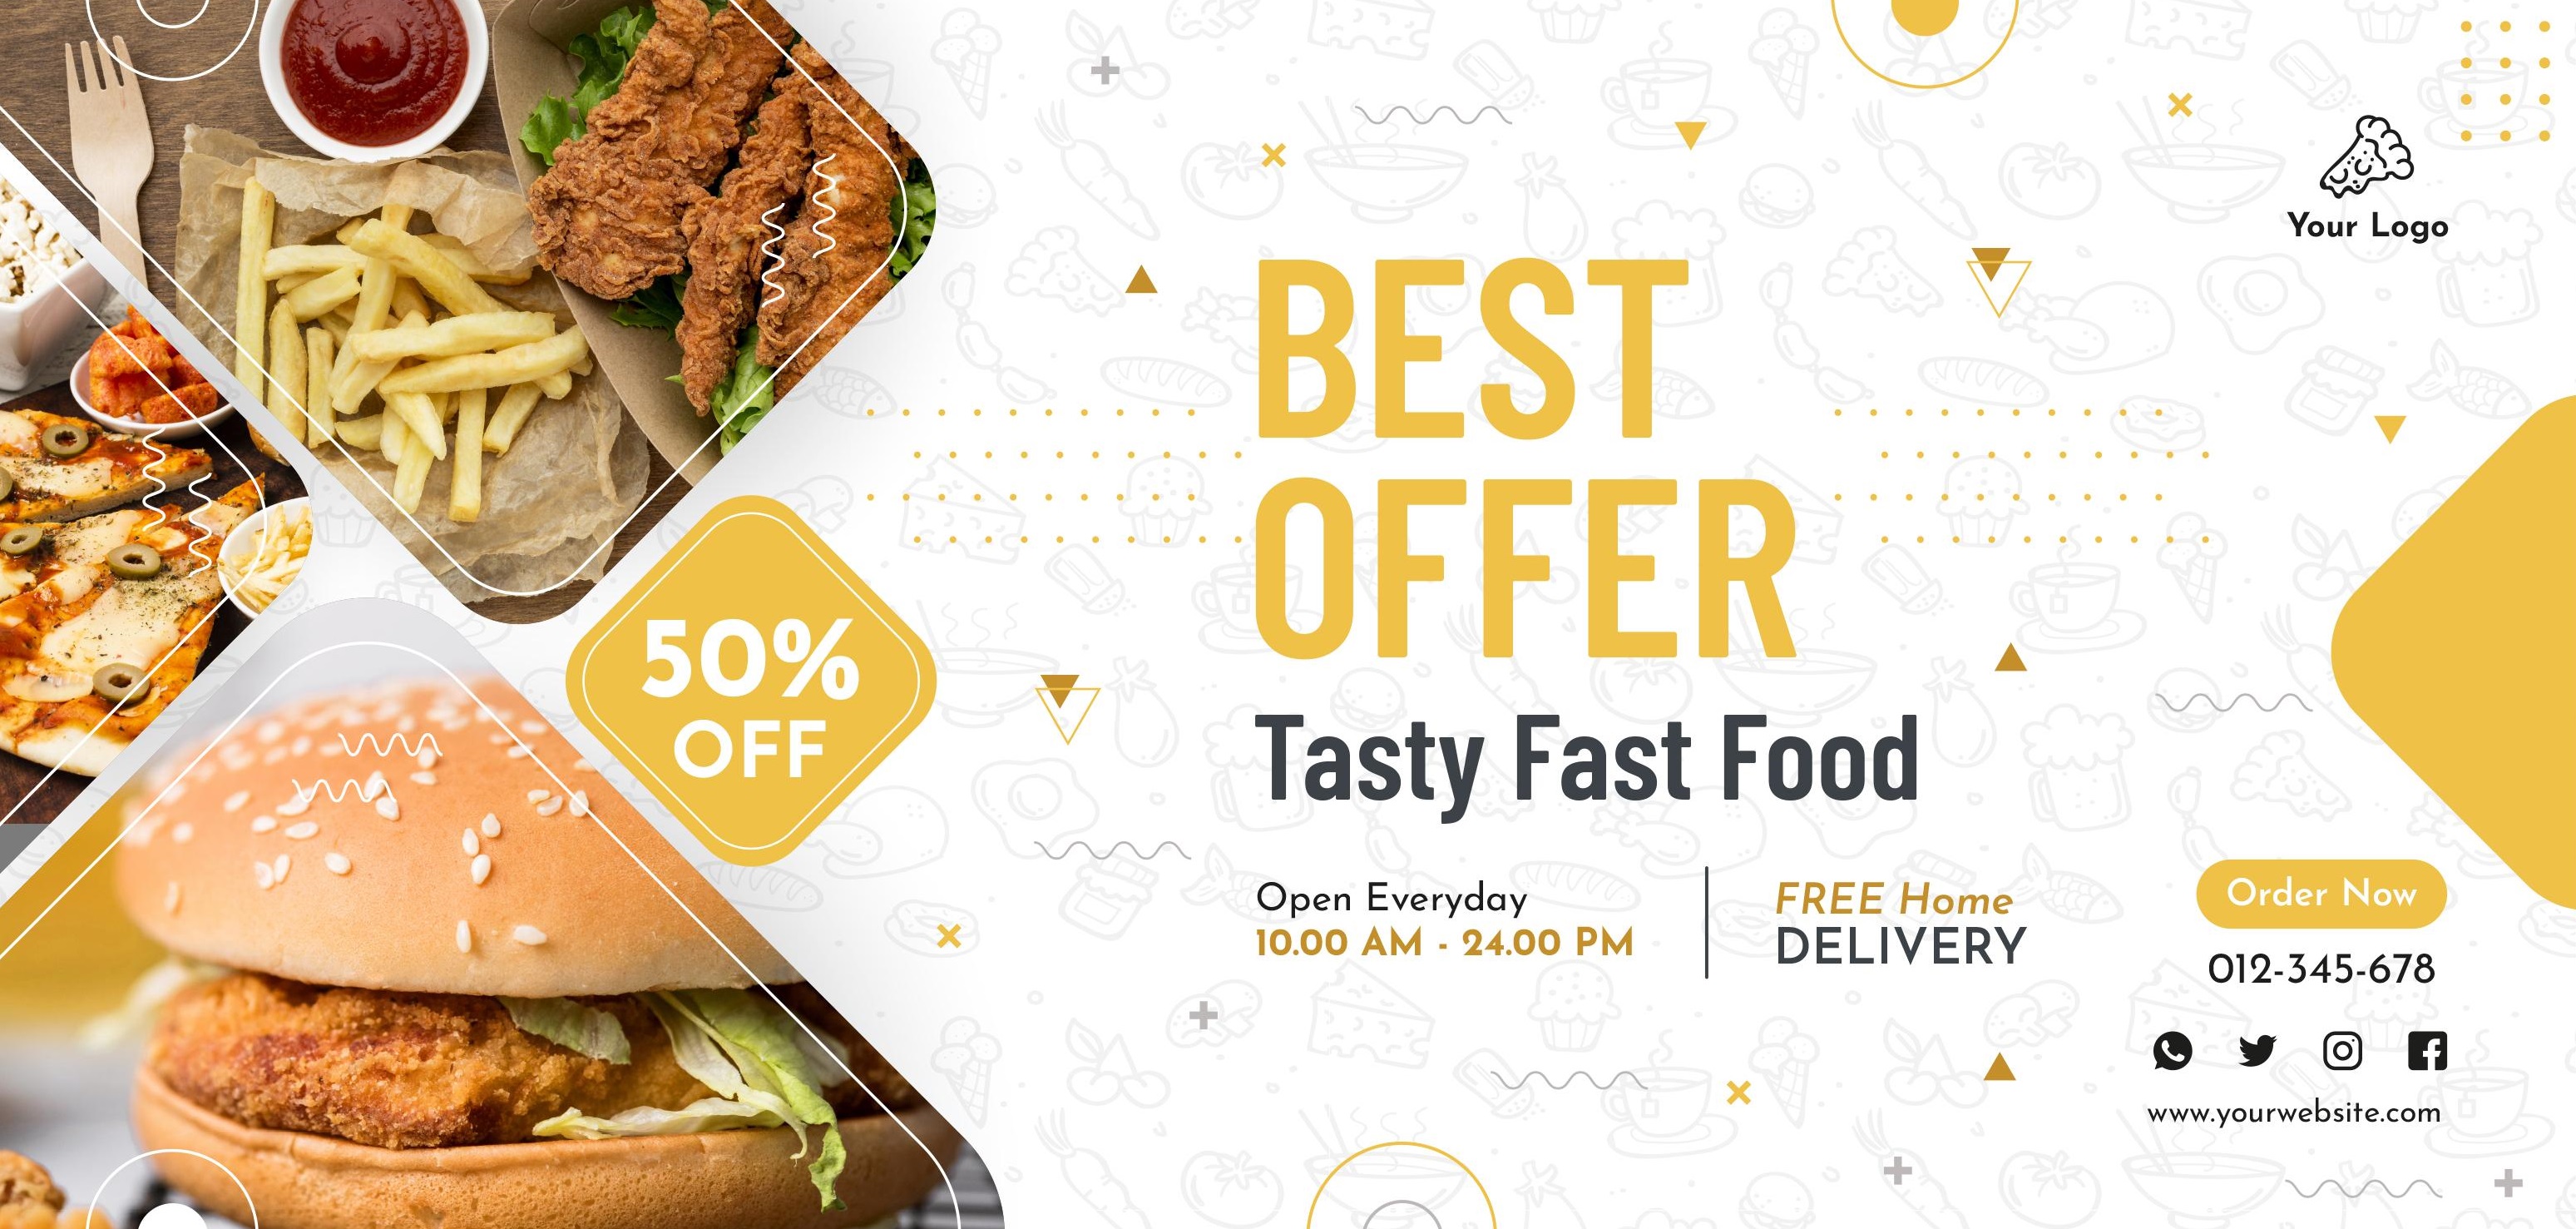 Your Logo
BEST
OFFER
50%
OFF
Tasty Fast Food
Open Everyday
10.00 AM - 24.00 PM
FREE Home
DELIVERY
Order Now
012-345-678
www.yourwebsite.com